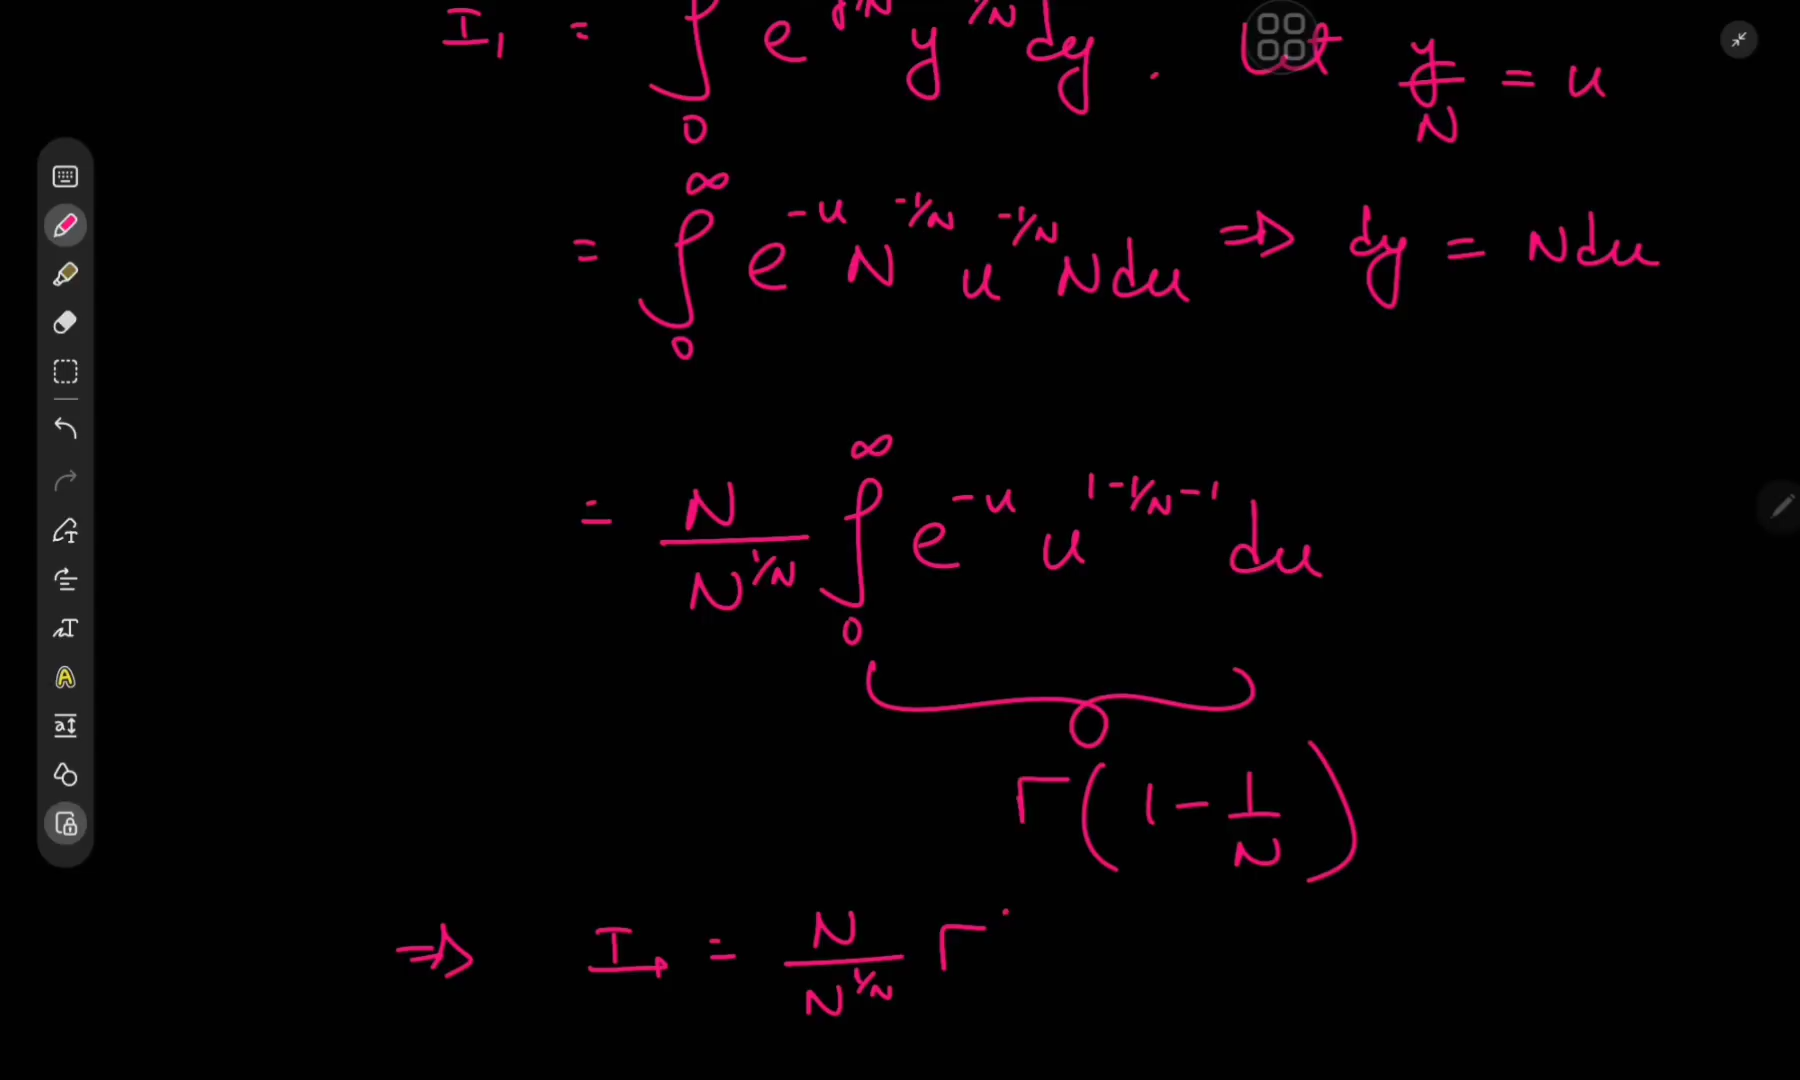 I₁ = ∫₀ e^{-y/N} y^{-1/N} dy . Let y/N = u
= ∫₀^∞ e^{-u} N^{-1/N} u^{-1/N} N du ⇒ dy = N du
= N/N^{1/N} ∫₀^∞ e^{-u} u^{1-1/N-1} du
Γ(1 - 1/N)
⇒ I₁ = N/N^{1/N} Γ